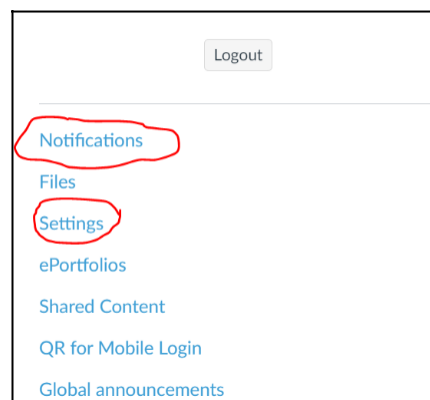 Logout
Notifications
Files
Settings
ePortfolios
Shared Content
QR for Mobile Login
Global announcements